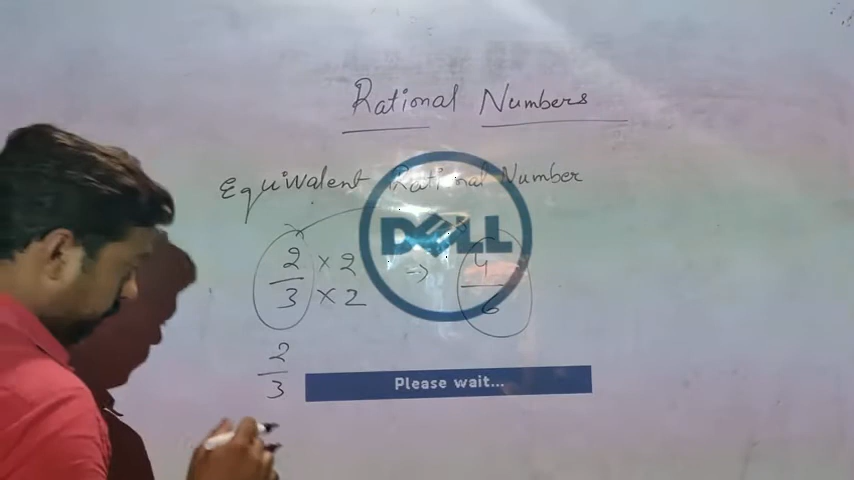 Rational Numbers
Equivalent Rational Number
DELL
2/3 × 2/2 -> 4/6
2/3
Please wait...